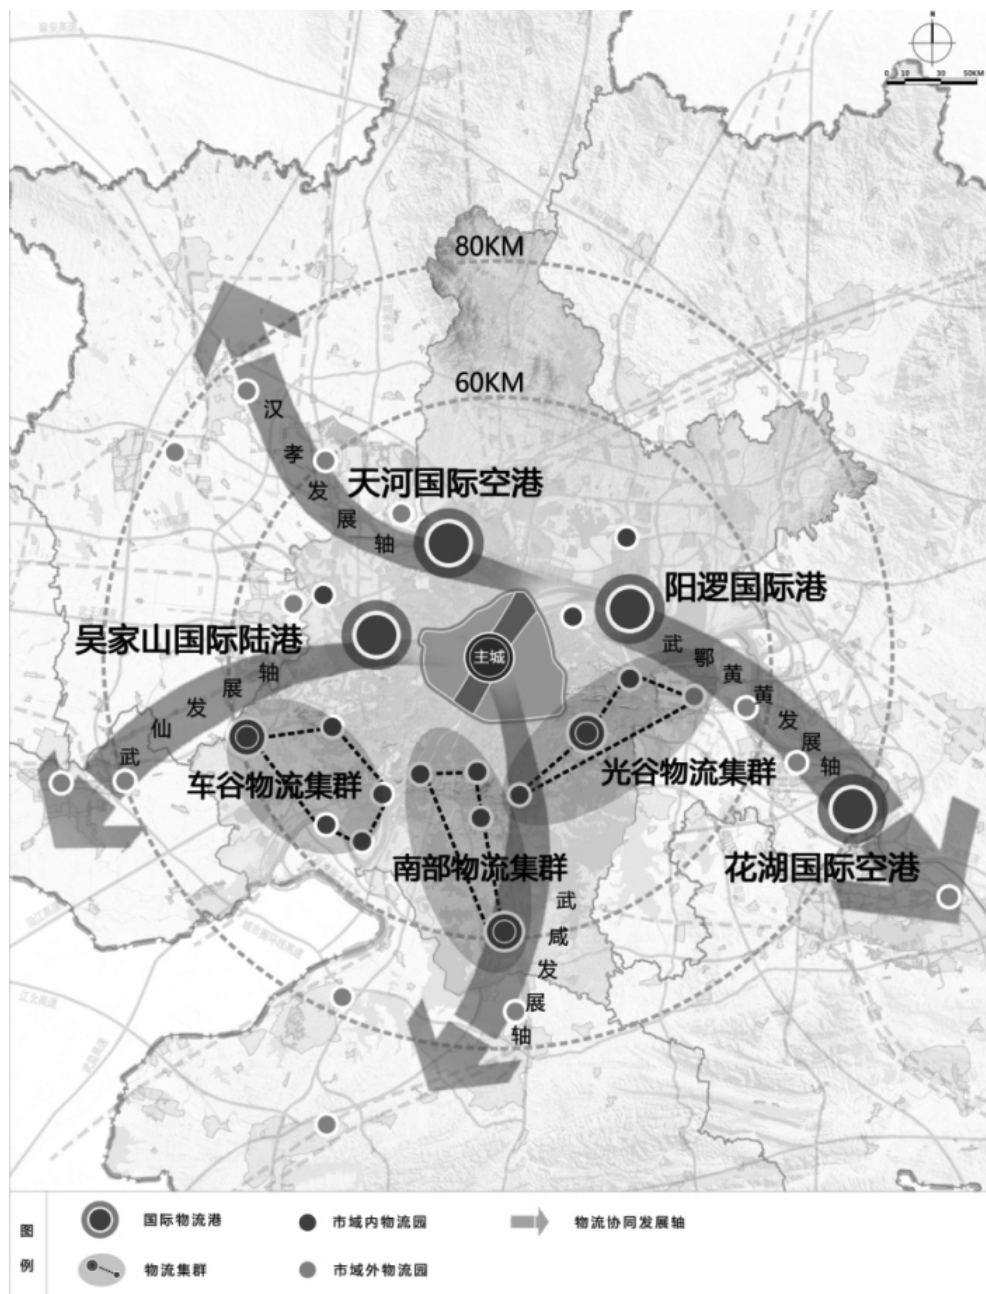 N
0 10 30 50KM
80KM
60KM
汉孝发展轴
天河国际空港
阳逻国际港
吴家山国际陆港
主城
武鄂黄黄发展轴
武仙发展轴
车谷物流集群
光谷物流集群
南部物流集群
花湖国际空港
武咸发展轴
图例
国际物流港
市域内物流园
物流协同发展轴
物流集群
市域外物流园